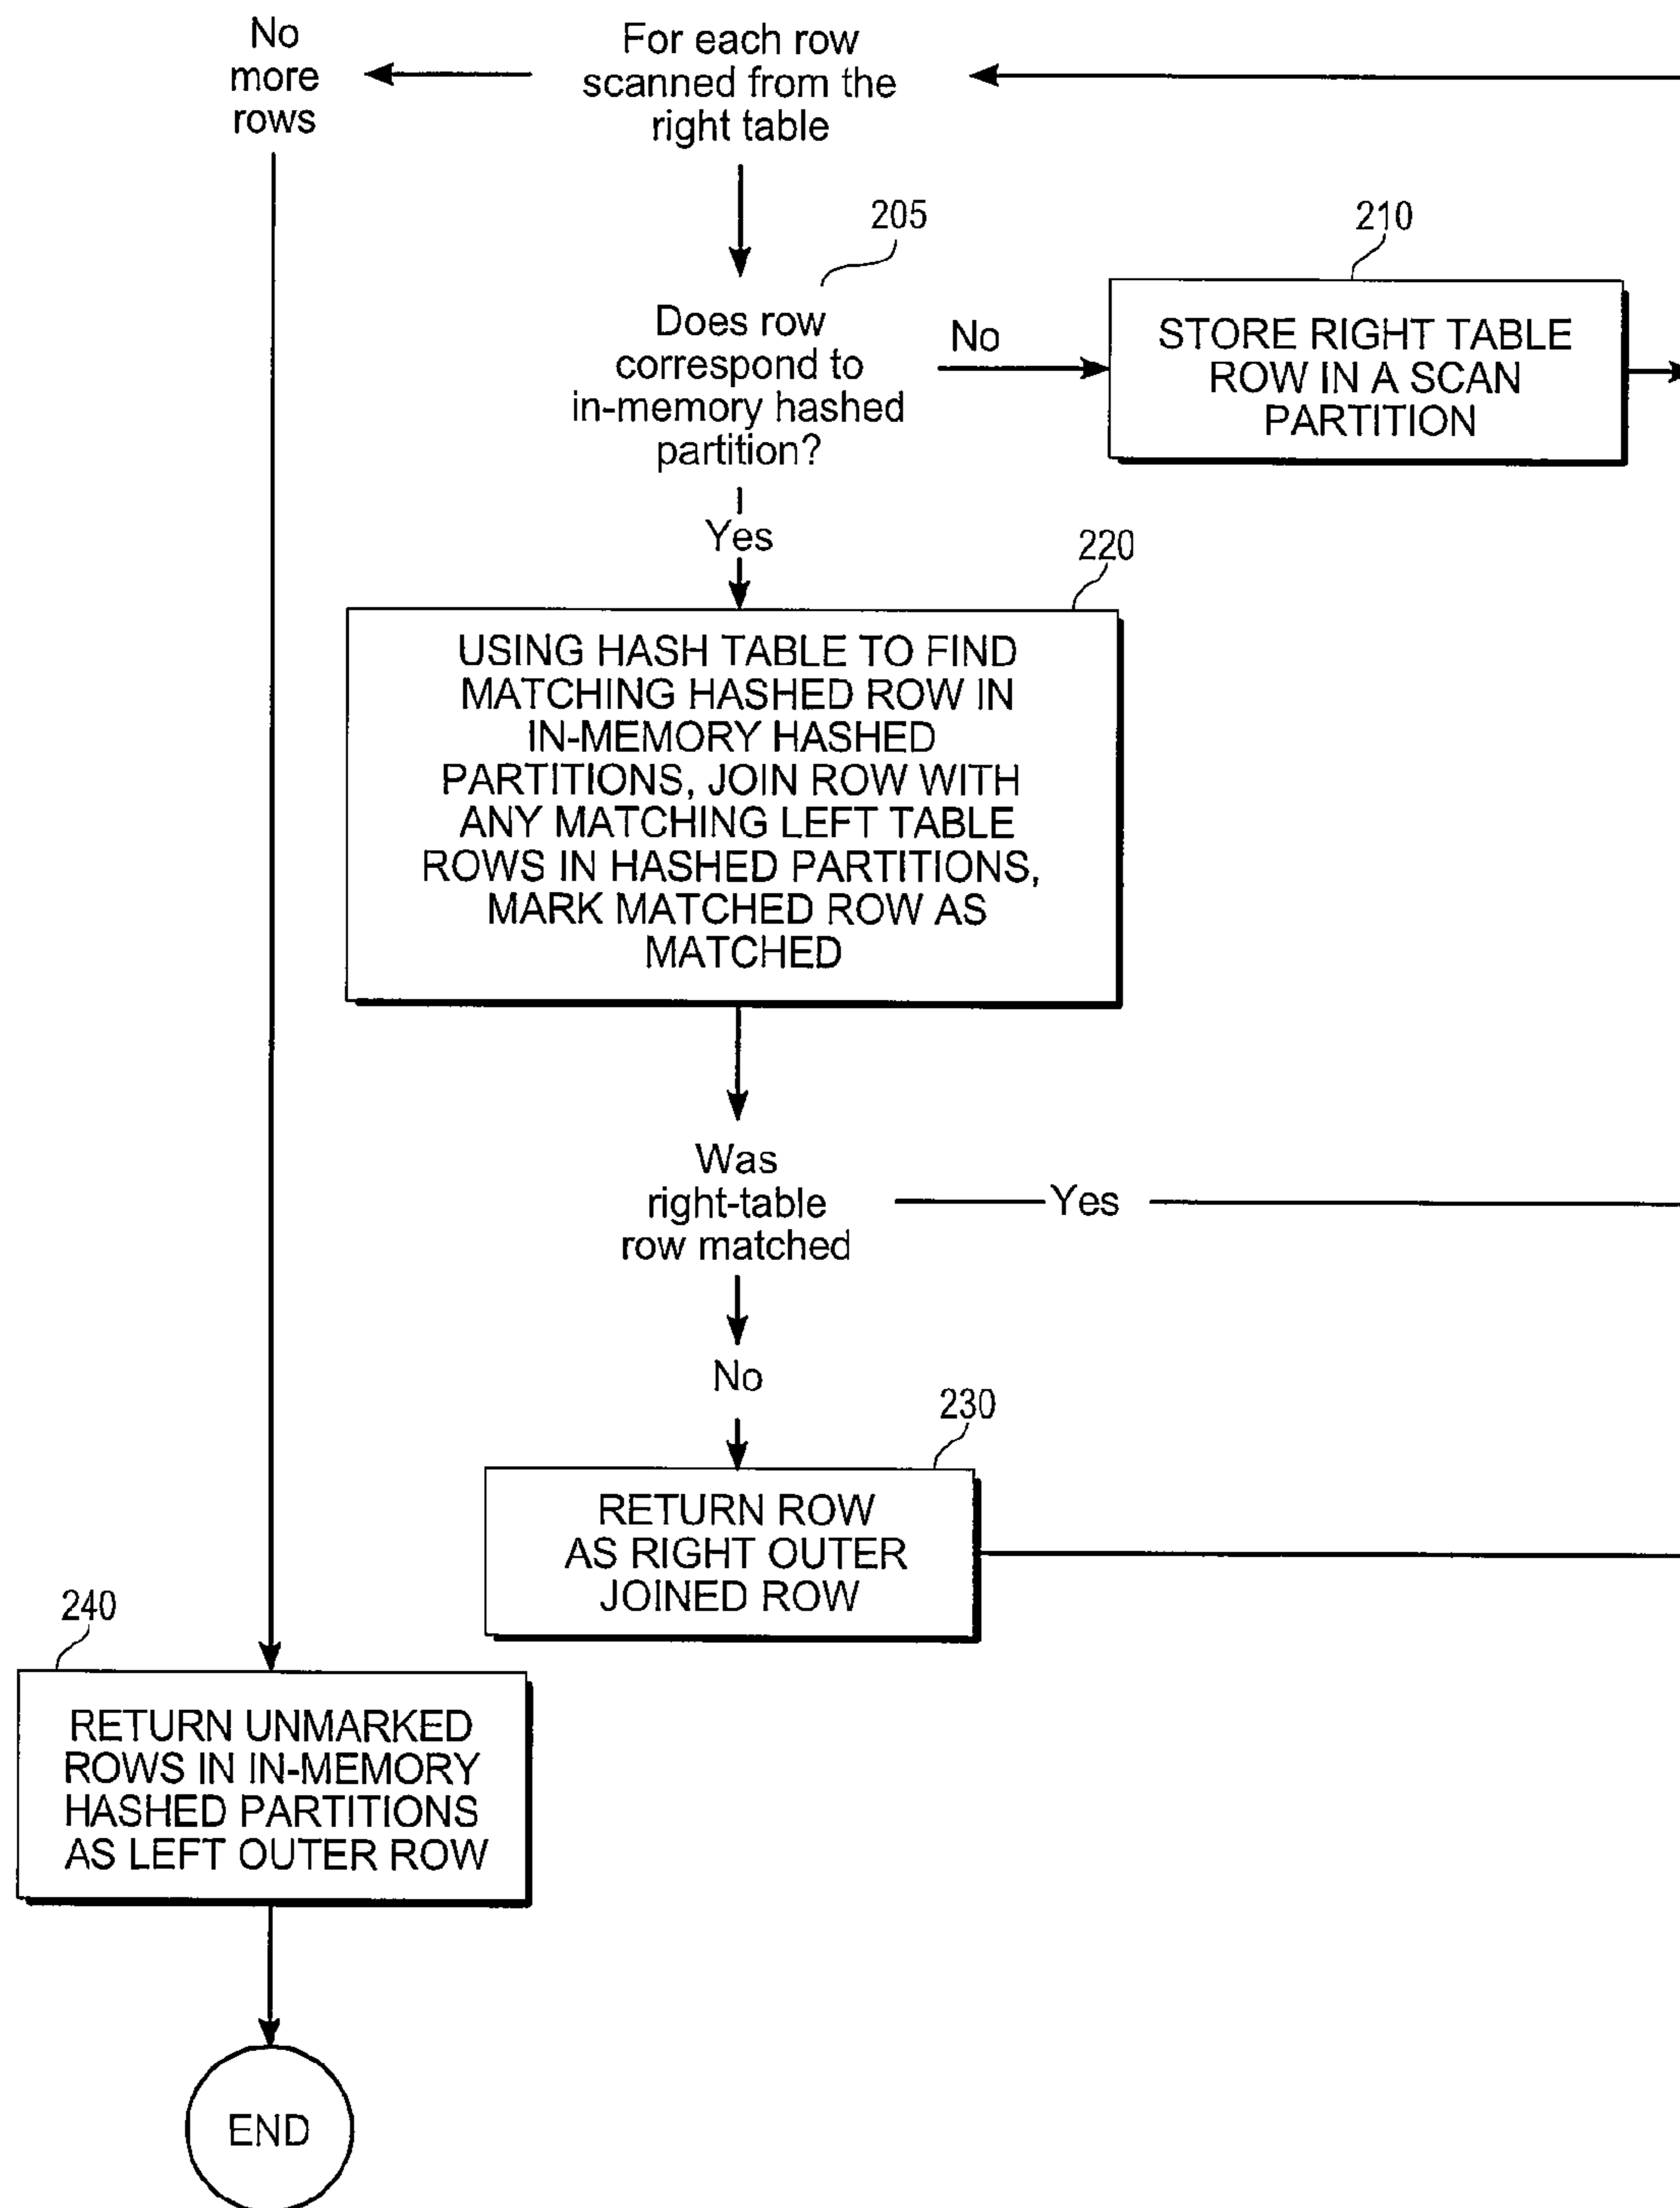 No
more
rows
For each row
scanned from the
right table
205
210
Does row
correspond to
in-memory hashed
partition?
No
STORE RIGHT TABLE
ROW IN A SCAN
PARTITION
Yes
220
USING HASH TABLE TO FIND
MATCHING HASHED ROW IN
IN-MEMORY HASHED
PARTITIONS, JOIN ROW WITH
ANY MATCHING LEFT TABLE
ROWS IN HASHED PARTITIONS,
MARK MATCHED ROW AS
MATCHED
Was
right-table
row matched
Yes
No
230
RETURN ROW
AS RIGHT OUTER
JOINED ROW
240
RETURN UNMARKED
ROWS IN IN-MEMORY
HASHED PARTITIONS
AS LEFT OUTER ROW
END